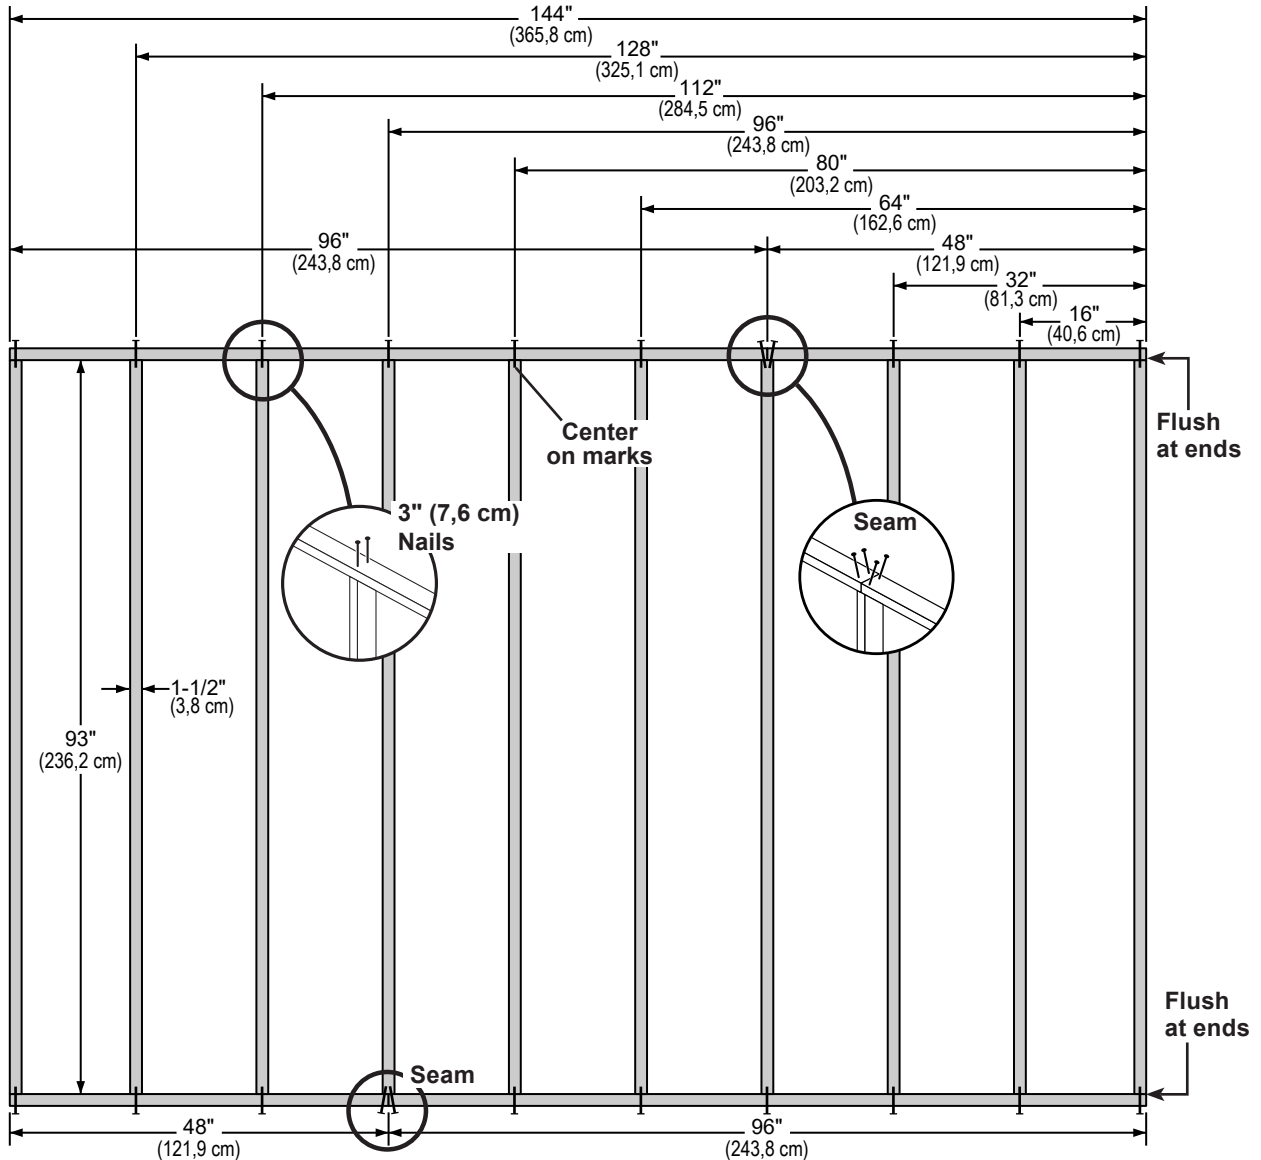 144"
(365,8 cm)
128"
(325,1 cm)
112"
(284,5 cm)
96"
(243,8 cm)
80"
(203,2 cm)
64"
(162,6 cm)
96"
(243,8 cm)
48"
(121,9 cm)
32"
(81,3 cm)
16"
(40,6 cm)
Flush
at ends
Center
on marks
3" (7,6 cm)
Nails
Seam
1-1/2"
(3,8 cm)
93"
(236,2 cm)
Flush
at ends
Seam
48"
(121,9 cm)
96"
(243,8 cm)